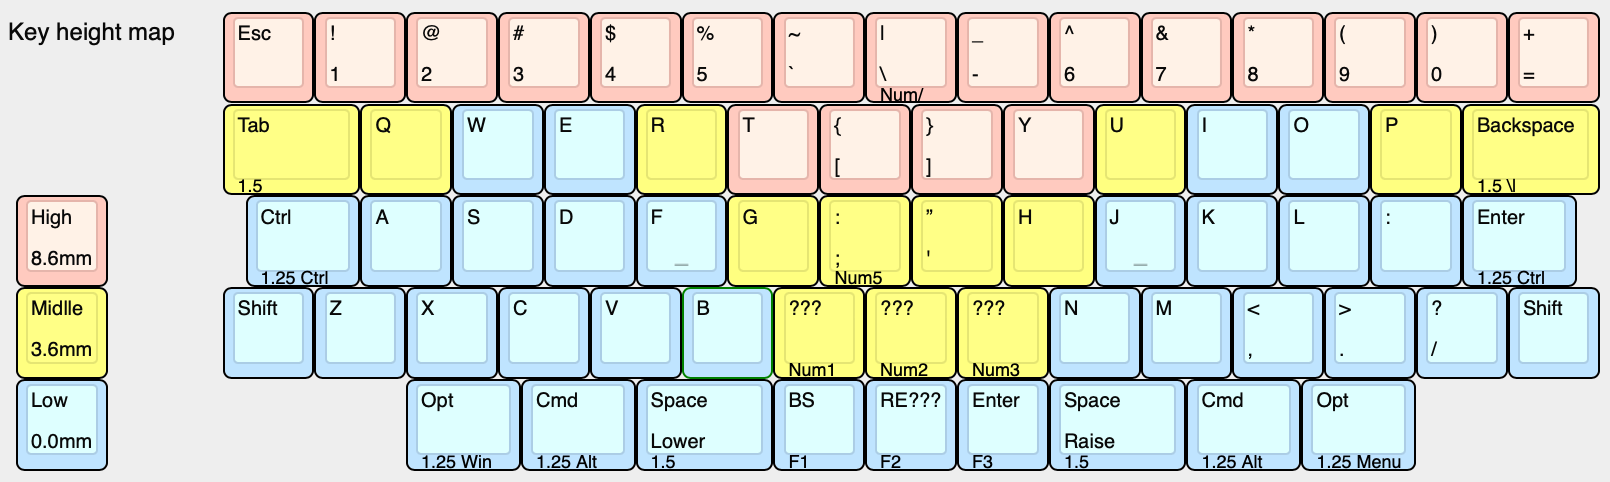 Key height map
Esc ! @ # $ % ~ | _ ^ & * ( ) +
1 2 3 4 5 ` \ - 6 7 8 9 0 =
Num/
Tab Q W E R T { } Y U I O P Backspace
[ ]
1.5 1.5 \|
High Ctrl A S D F G : ” H J K L : Enter
8.6mm _ ; ' _
1.25 Ctrl Num5 1.25 Ctrl
Midlle Shift Z X C V B ??? ??? ??? N M < > ? Shift
3.6mm , . /
Num1 Num2 Num3
Low Opt Cmd Space BS RE??? Enter Space Cmd Opt
0.0mm Lower Raise
1.25 Win 1.25 Alt 1.5 F1 F2 F3 1.5 1.25 Alt 1.25 Menu